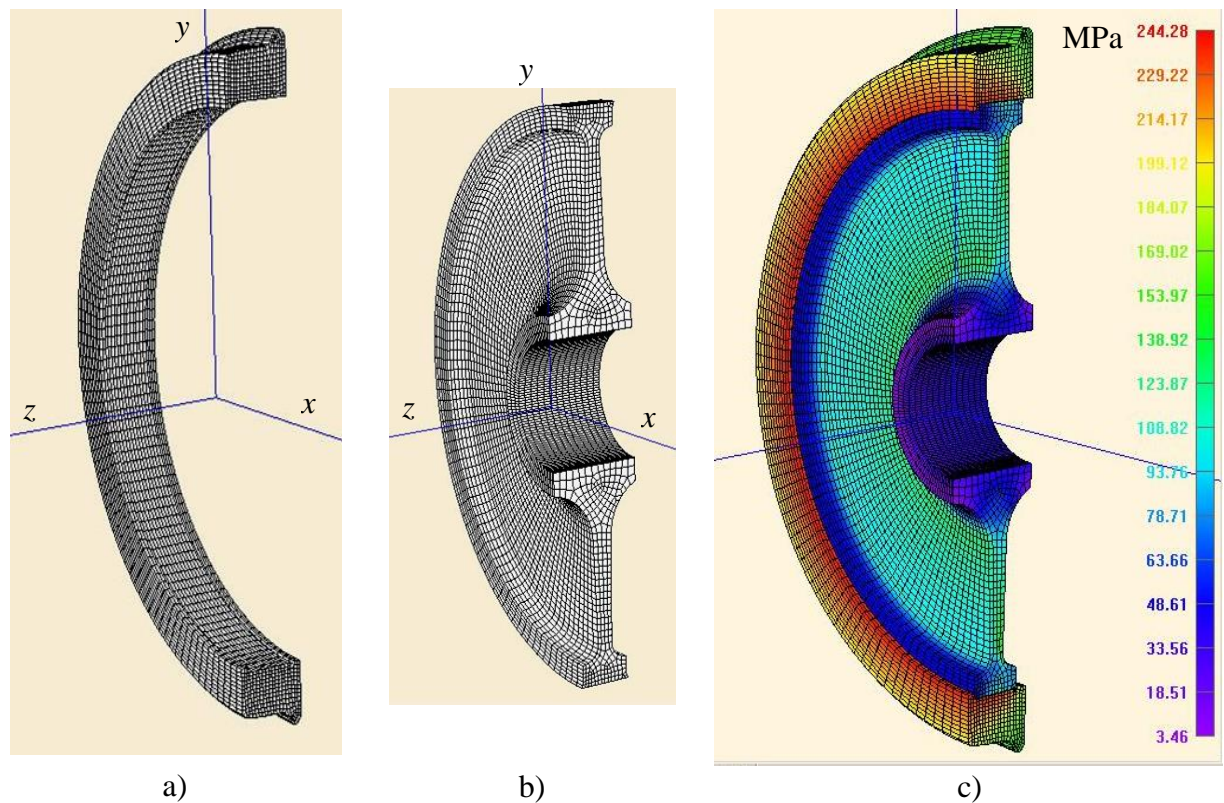 y
z
x
a)
y
z
x
b)
MPa
244.28
229.22
214.17
199.12
184.07
169.02
153.97
138.92
123.87
108.82
93.76
78.71
63.66
48.61
33.56
18.51
3.46
c)